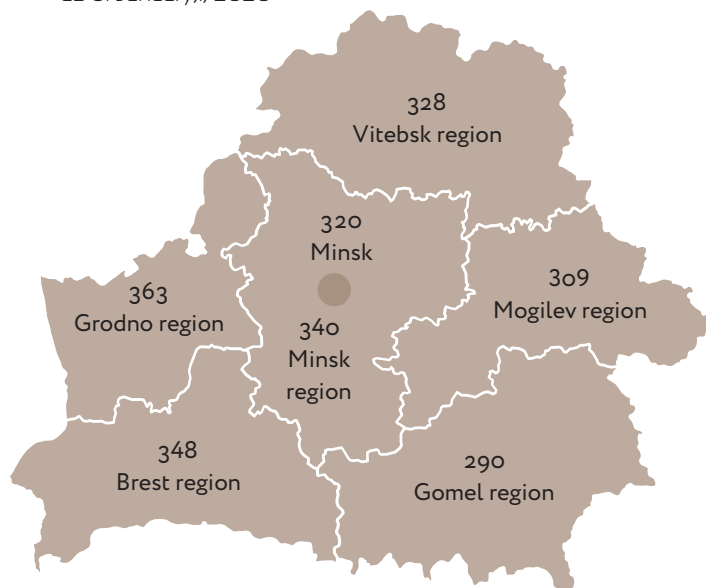 328
Vitebsk region
320
Minsk
309
Mogilev region
363
Grodno region
340
Minsk
region
348
Brest region
290
Gomel region